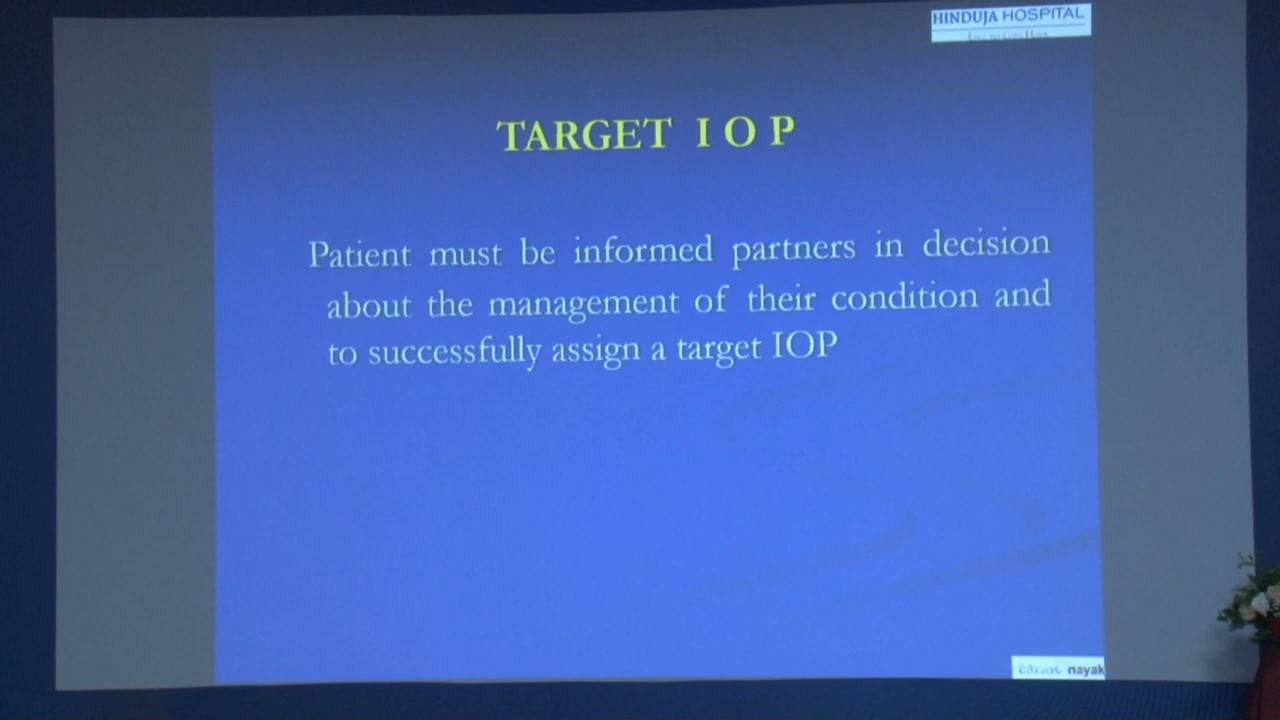 HINDUJA HOSPITAL
TARGET I O P
Patient must be informed partners in decision
about the management of their condition and
to successfully assign a target IOP
nayak